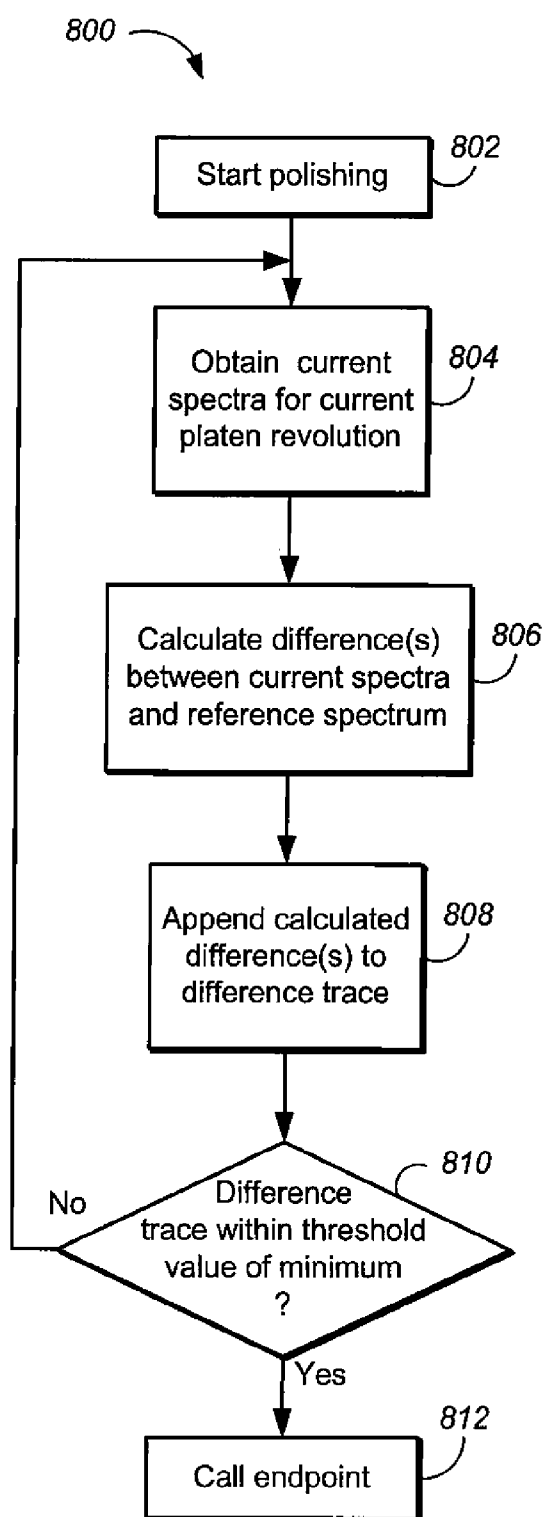 800
802
Start polishing
804
Obtain current
spectra for current
platen revolution
806
Calculate difference(s)
between current spectra
and reference spectrum
808
Append calculated
difference(s) to
difference trace
810
No
Difference
trace within threshold
value of minimum
?
Yes
812
Call endpoint